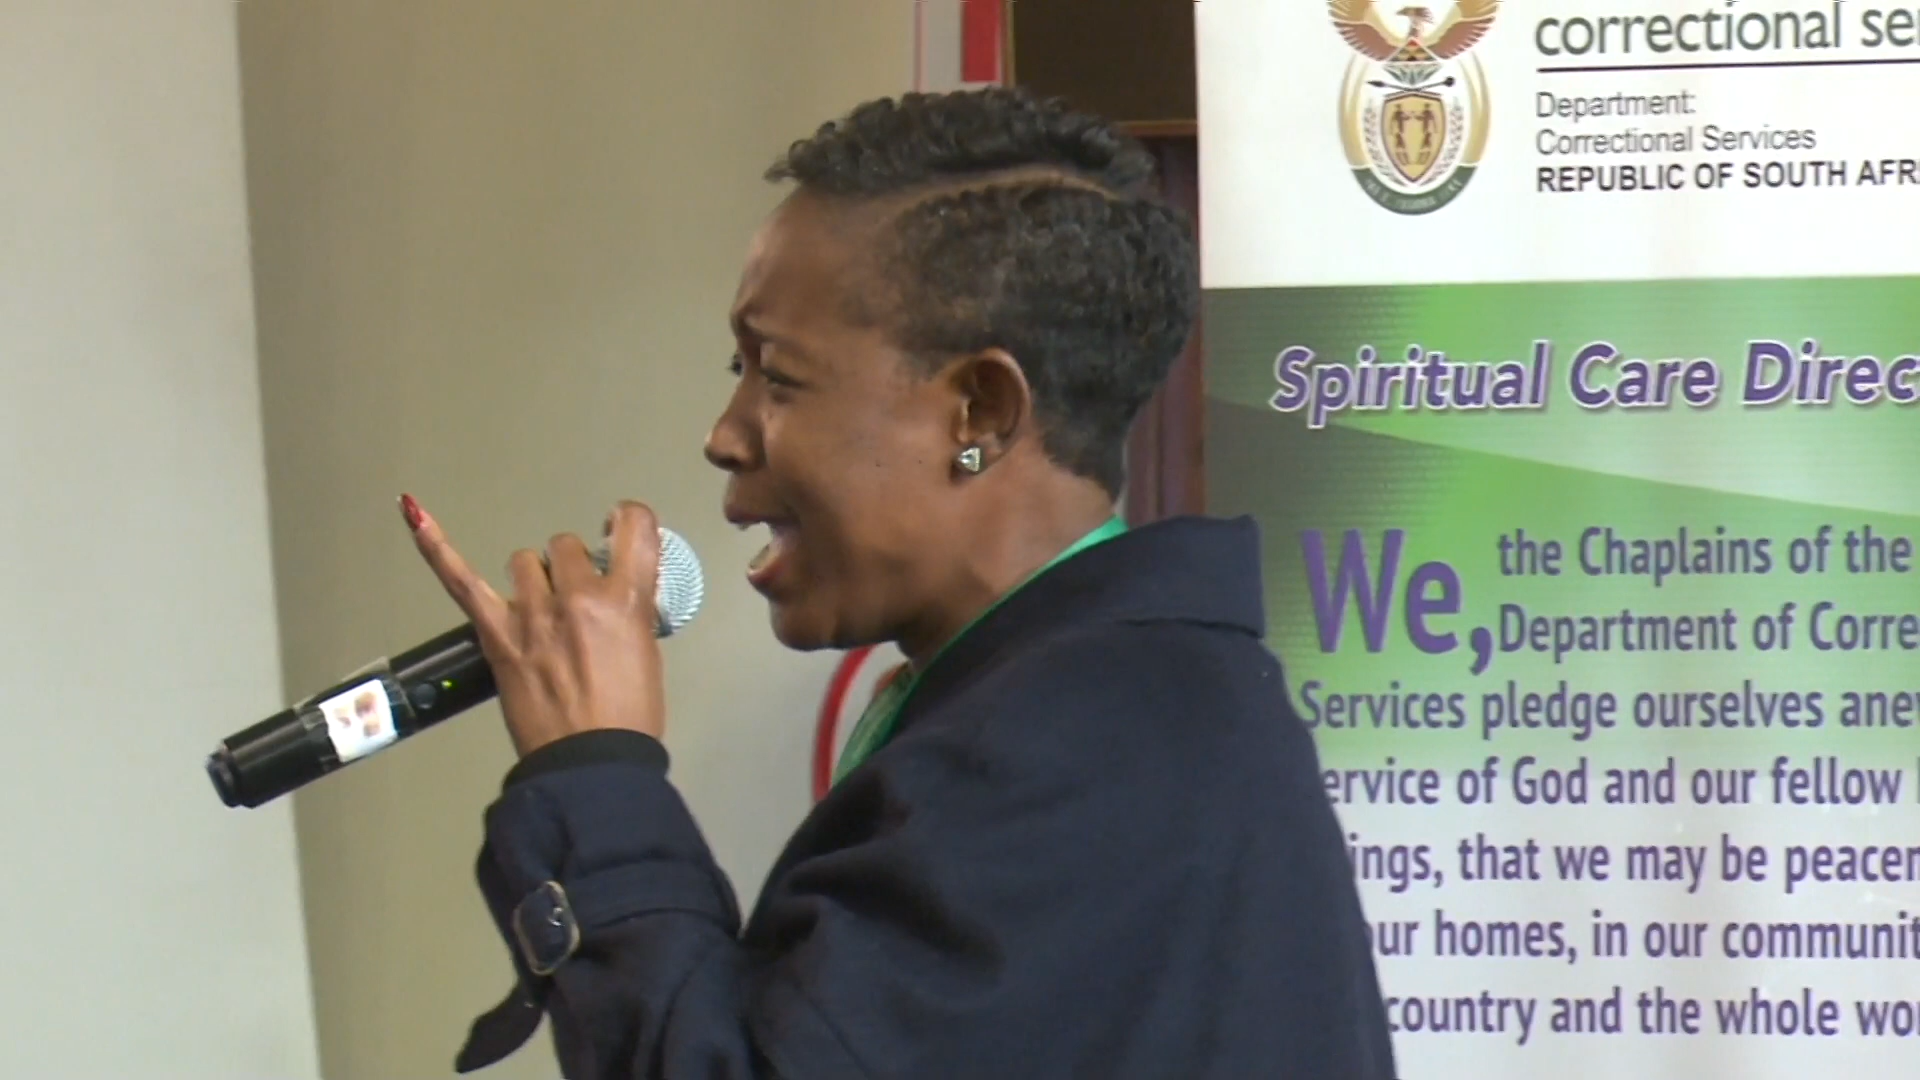 correctional se
Department:
Correctional Services
REPUBLIC OF SOUTH AFR
Spiritual Care Direc
We, the Chaplains of the
Department of Corre
Services pledge ourselves ane
ervice of God and our fellow
ings, that we may be peace
ur homes, in our communit
country and the whole wo